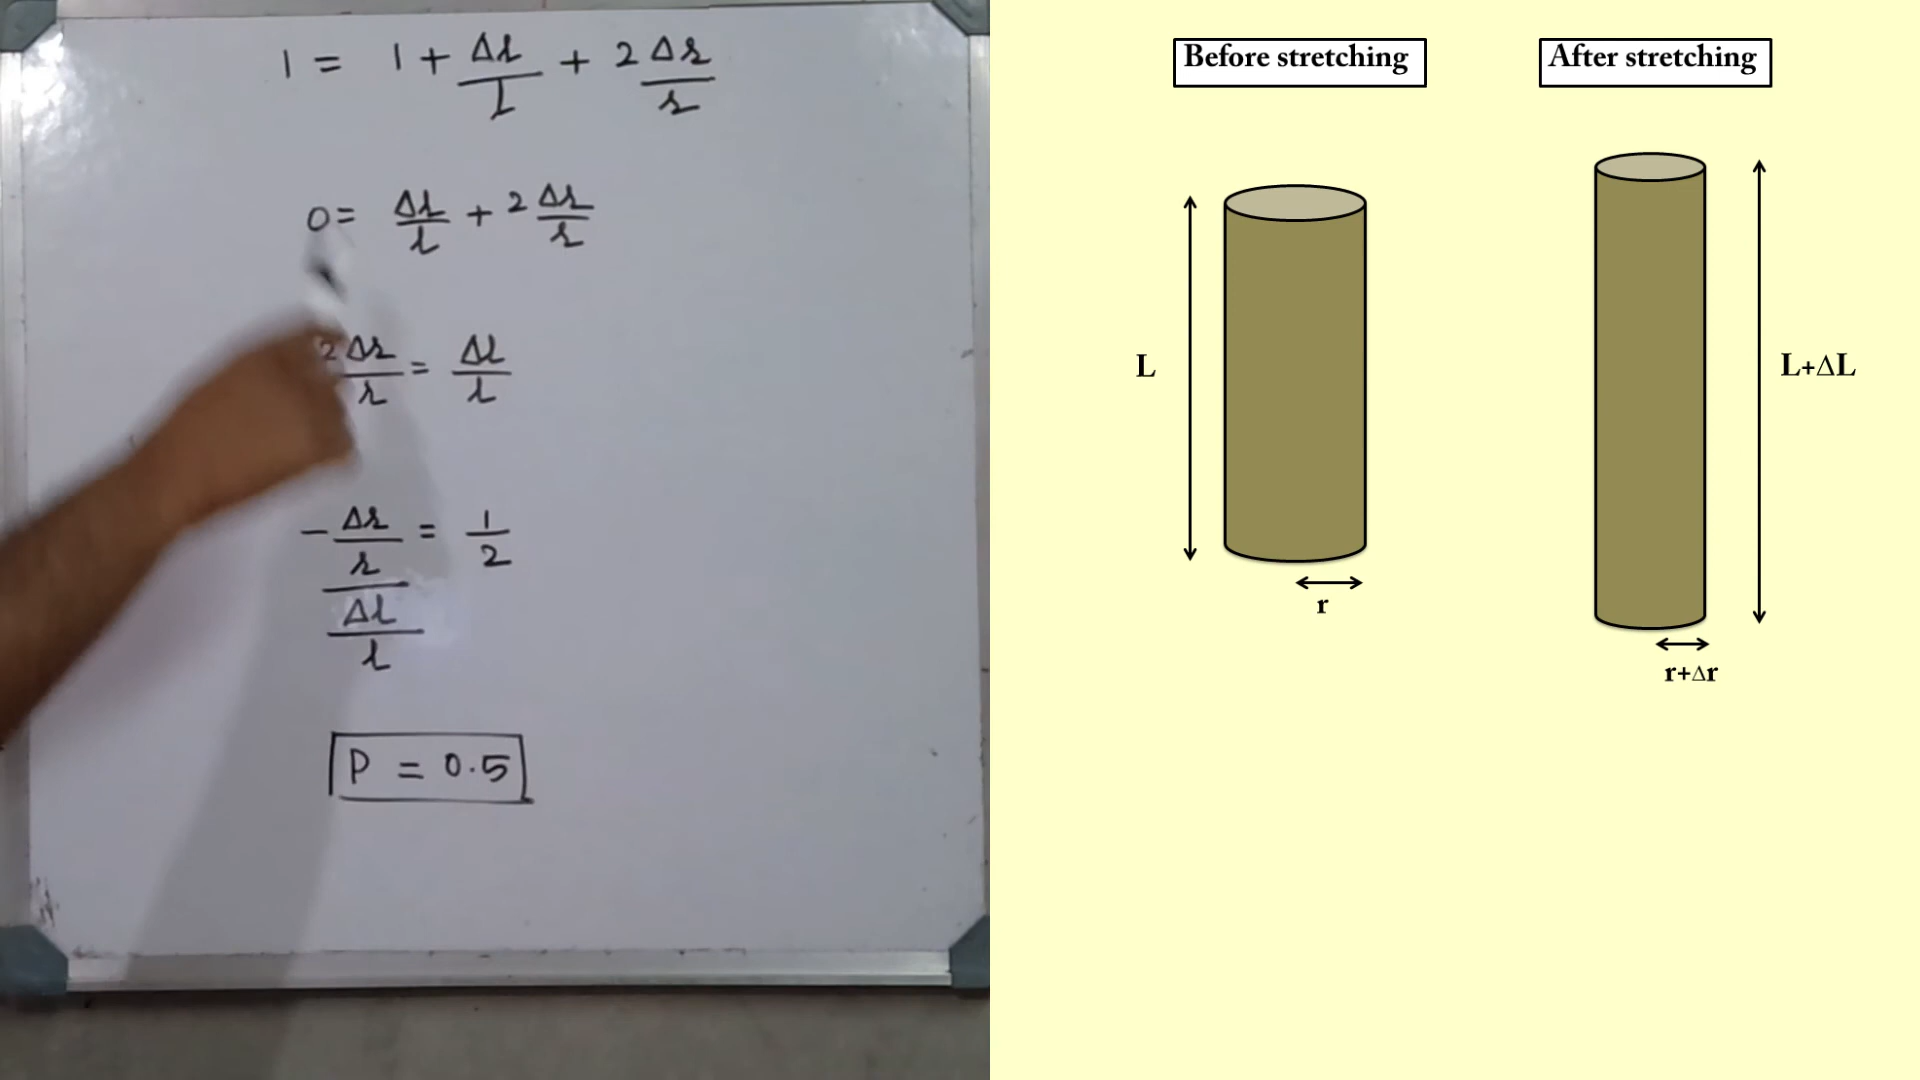 1 = 1 + Δl/l + 2 Δr/r
0 = Δl/l + 2 Δr/r
2 Δr/r = Δl/l
- Δr/r / Δl/l = 1/2
P = 0.5
Before stretching
After stretching
L
L+ΔL
r
r+Δr